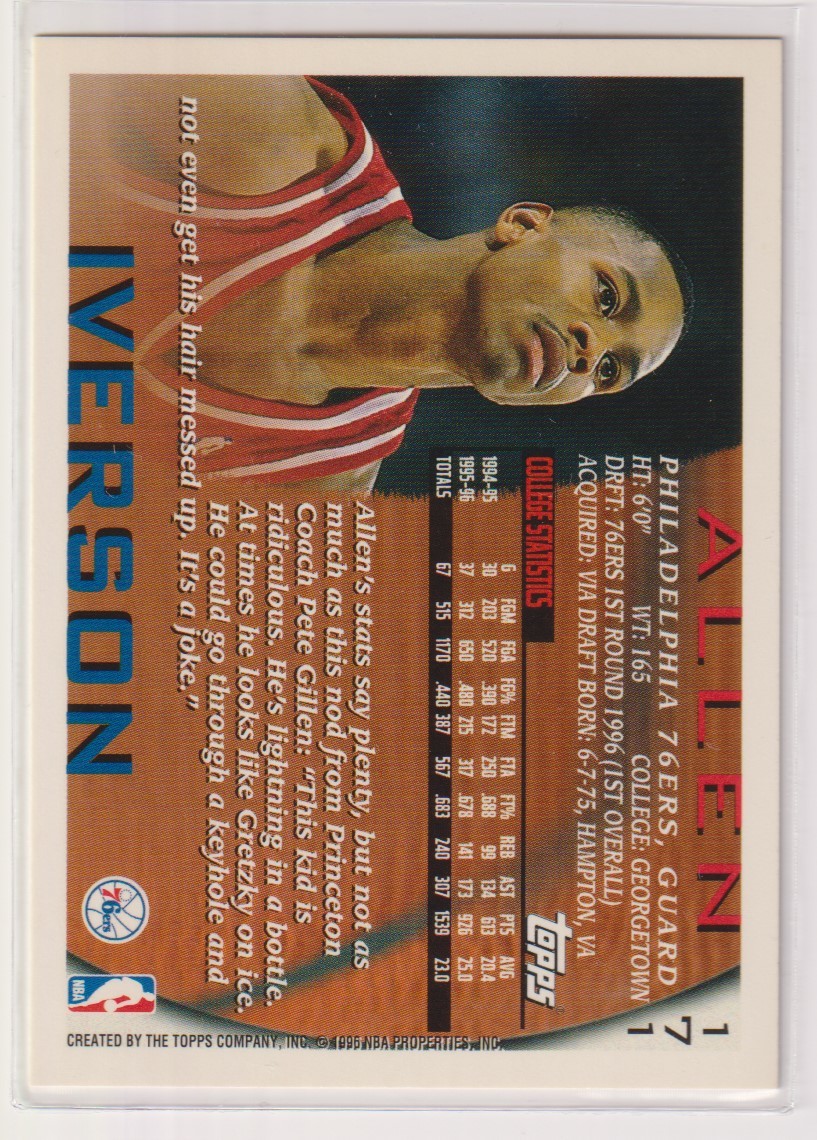 ALLEN
171
PHILADELPHIA 76ERS, GUARD
HT: 6'0" WT: 165 COLLEGE: GEORGETOWN
DRFT: 76ERS 1ST ROUND 1996 (1ST OVERALL)
ACQUIRED: VIA DRAFT BORN: 6-7-75, HAMPTON, VA
topps
COLLEGE STATISTICS
G FGM FGA FG% FTM FTA FT% REB AST PTS AVG
1994-95 30 203 520 .390 172 250 .688 99 134 613 20.4
1995-96 37 312 650 .480 215 317 .678 141 173 926 25.0
TOTALS 67 515 1170 .440 387 567 .683 240 307 1539 23.0
Allen's stats say plenty, but not as
much as this nod from Princeton
Coach Pete Gillen: "This kid is
ridiculous. He's lightning in a bottle.
At times he looks like Gretzky on ice.
He could go through a keyhole and
not even get his hair messed up. It's a joke."
IVERSON
76ers
NBA
CREATED BY THE TOPPS COMPANY, INC. © 1996 NBA PROPERTIES, INC.